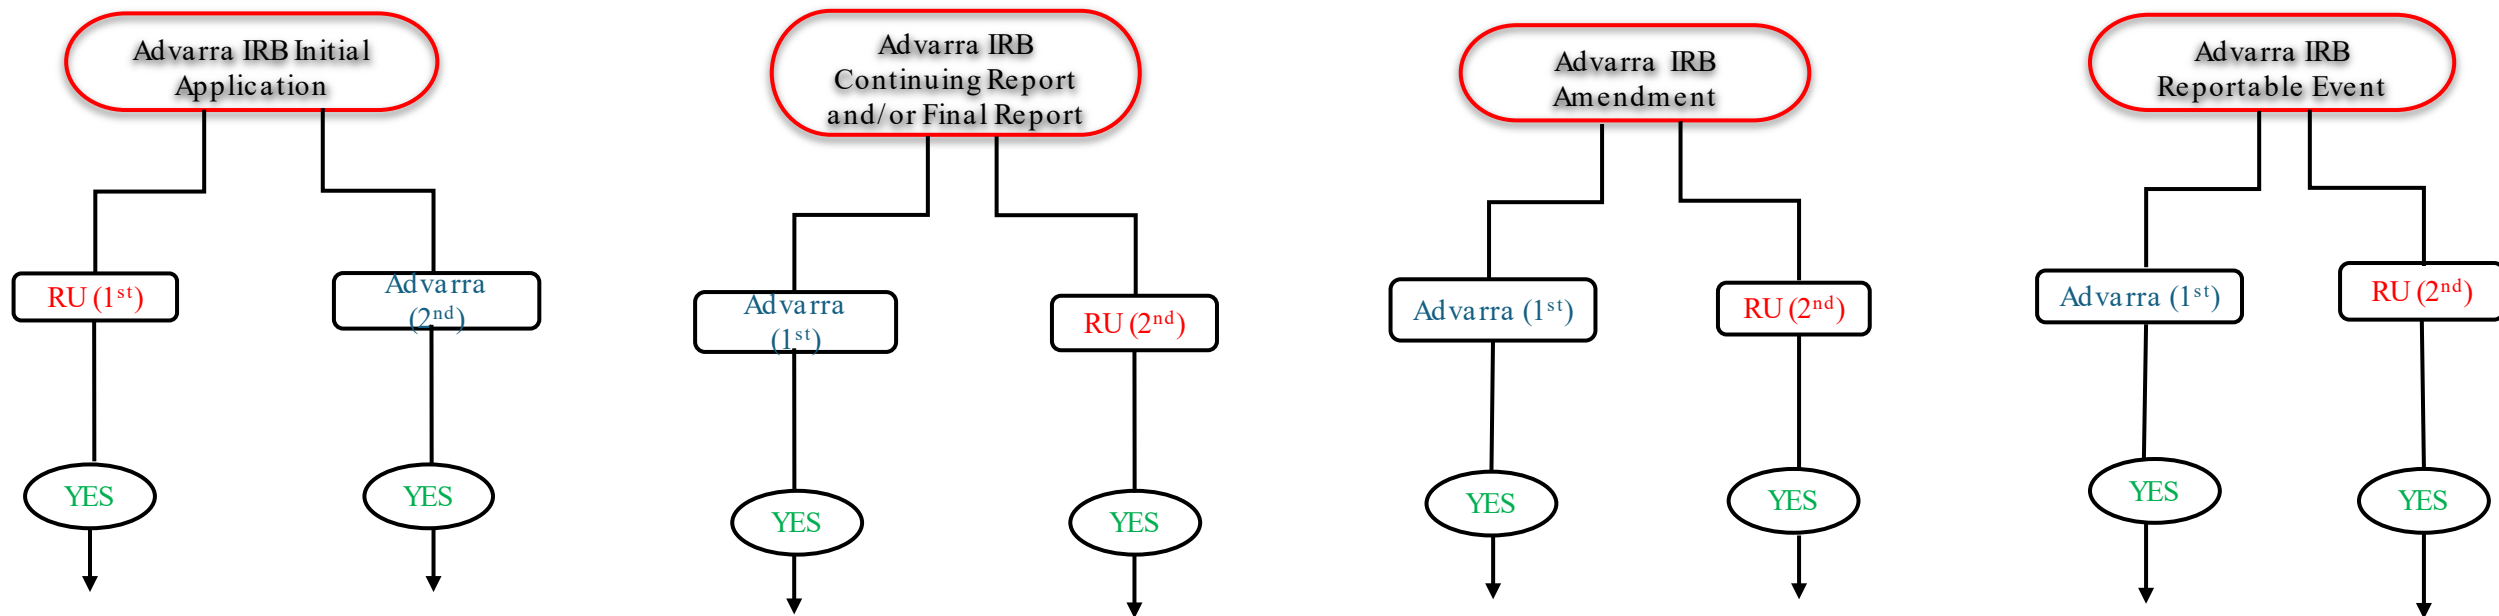 Advarra IRB Initial
Application
RU (1st)
Advarra
(2nd)
YES
YES
Advarra IRB
Continuing Report
and/or Final Report
Advarra
(1st)
RU (2nd)
YES
YES
Advarra IRB
Amendment
Advarra (1st)
RU (2nd)
YES
YES
Advarra IRB
Reportable Event
Advarra (1st)
RU (2nd)
YES
YES